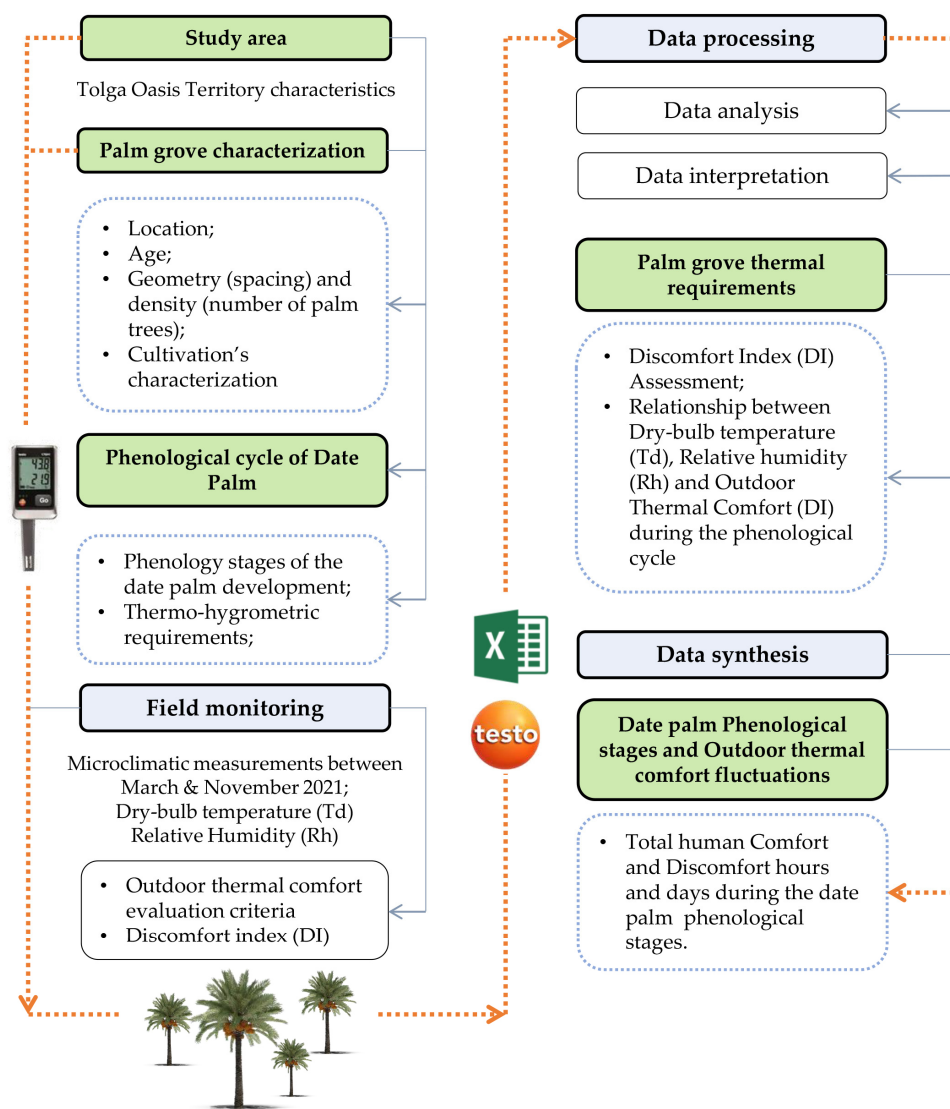 Study area
Tolga Oasis Territory characteristics
Palm grove characterization
• Location;
• Age;
• Geometry (spacing) and
density (number of palm
trees);
• Cultivation's
characterization
43.8
21.9
Go
Phenological cycle of Date
Palm
• Phenology stages of the
date palm development;
• Thermo-hygrometric
requirements;
Field monitoring
Microclimatic measurements between
March & November 2021;
Dry-bulb temperature (Td)
Relative Humidity (Rh)
• Outdoor thermal comfort
evaluation criteria
• Discomfort index (DI)
X
testo
Data processing
Data analysis
Data interpretation
Palm grove thermal
requirements
• Discomfort Index (DI)
Assessment;
• Relationship between
Dry-bulb temperature
(Td), Relative humidity
(Rh) and Outdoor
Thermal Comfort (DI)
during the phenological
cycle
Data synthesis
Date palm Phenological
stages and Outdoor thermal
comfort fluctuations
• Total human Comfort
and Discomfort hours
and days during the date
palm phenological
stages.